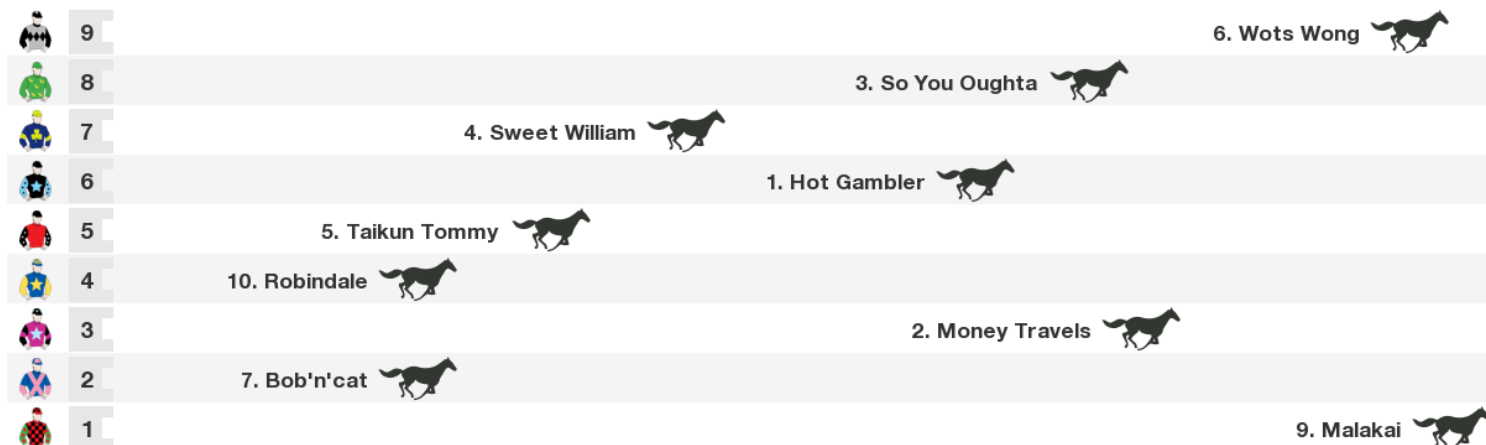 9 6. Wots Wong
8 3. So You Oughta
7 4. Sweet William
6 1. Hot Gambler
5 5. Taikun Tommy
4 10. Robindale
3 2. Money Travels
2 7. Bob'n'cat
1 9. Malakai